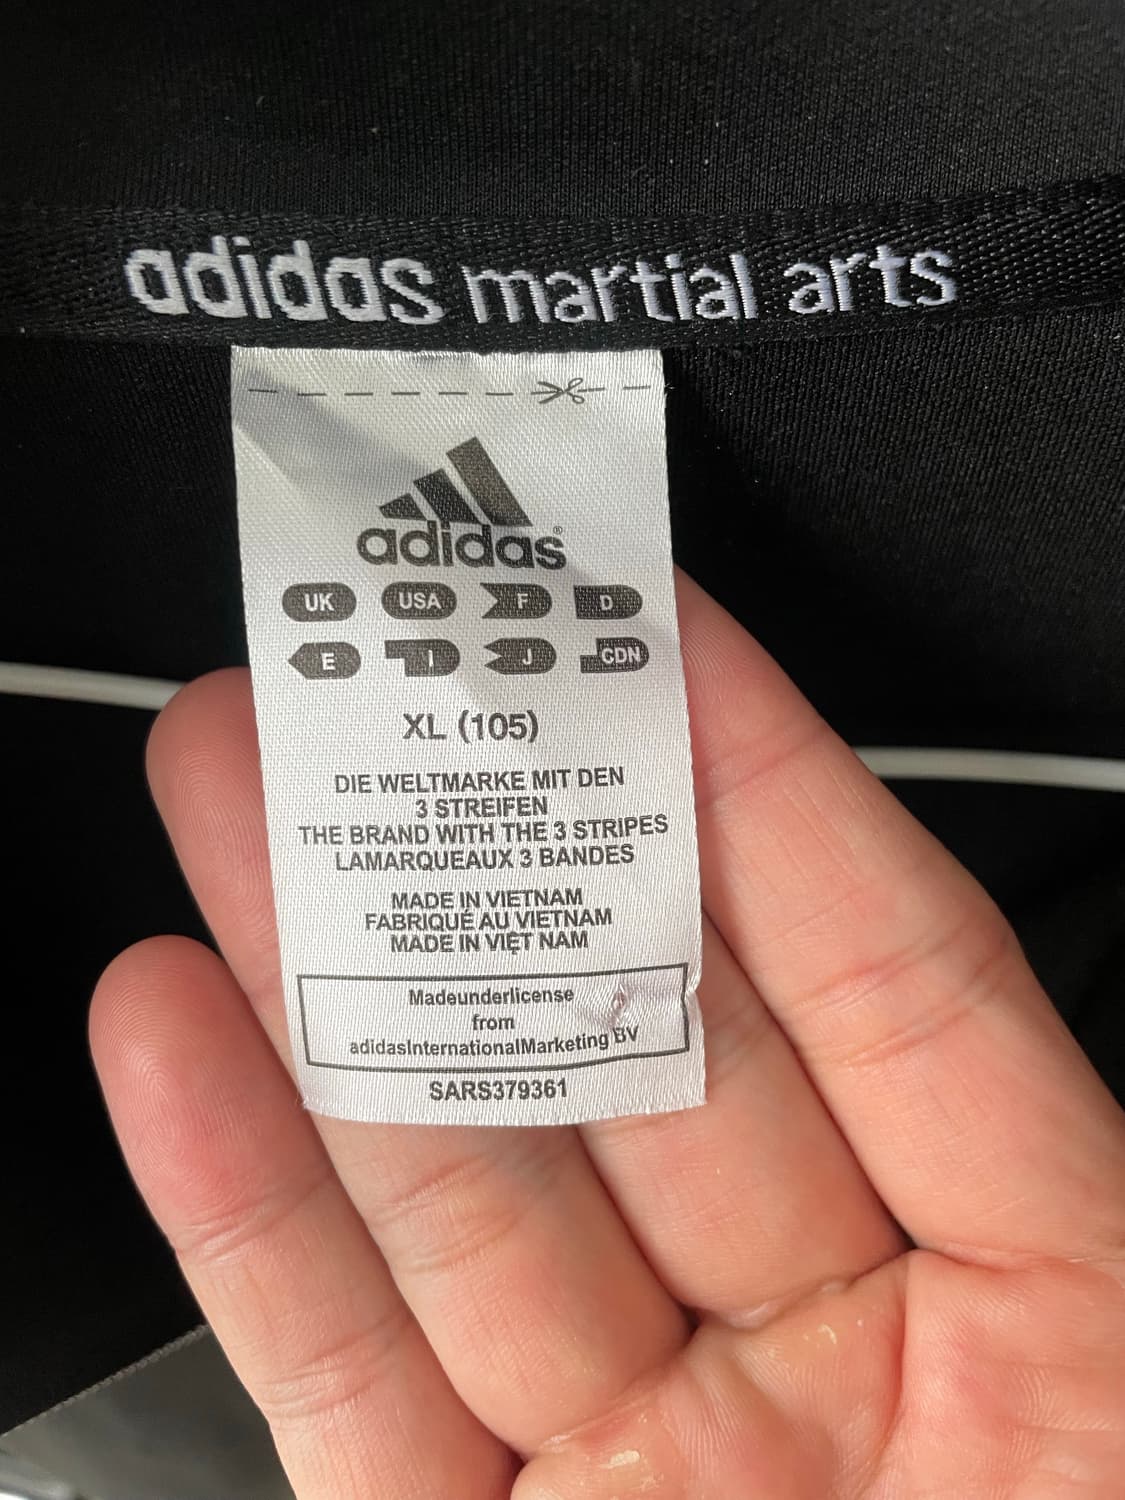 adidas martial arts
adidas®
UK USA F D
E I J CDN
XL (105)
DIE WELTMARKE MIT DEN
3 STREIFEN
THE BRAND WITH THE 3 STRIPES
LAMARQUEAUX 3 BANDES
MADE IN VIETNAM
FABRIQUÉ AU VIETNAM
MADE IN VIỆT NAM
Madeunderlicense
from
adidasInternationalMarketing BV
SARS379361